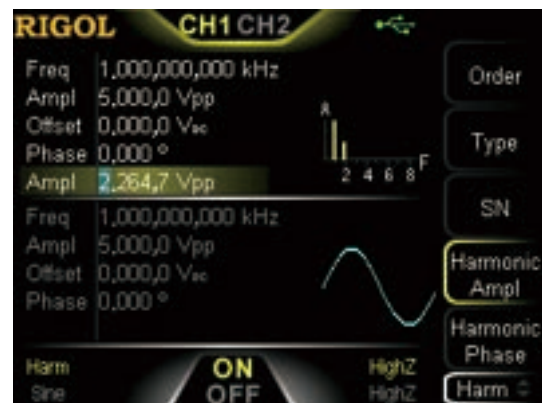 RIGOL CH1 CH2
Freq 1.000,000,000 kHz
Ampl 5.000,0 Vpp
Offset 0.000,0 Vdc
Phase 0.000 °
Ampl 2.264,7 Vpp
A
F
2 4 6 8
Freq 1.000,000,000 kHz
Ampl 5.000,0 Vpp
Offset 0.000,0 Vdc
Phase 0.000 °
Harm
Sine
ON
OFF
HighZ
HighZ
Order
Type
SN
Harmonic
Ampl
Harmonic
Phase
Harm